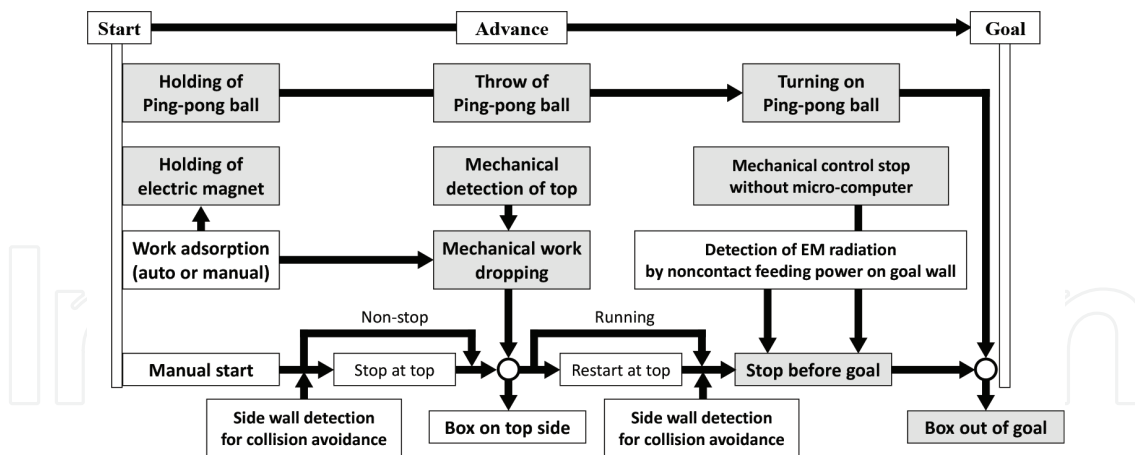 Start
Advance
Goal
Holding of
Ping-pong ball
Throw of
Ping-pong ball
Turning on
Ping-pong ball
Holding of
electric magnet
Mechanical
detection of top
Mechanical control stop
without micro-computer
Work adsorption
(auto or manual)
Mechanical work
dropping
Detection of EM radiation
by noncontact feeding power on goal wall
Non-stop
Running
Manual start
Stop at top
Restart at top
Stop before goal
Side wall detection
for collision avoidance
Box on top side
Side wall detection
for collision avoidance
Box out of goal